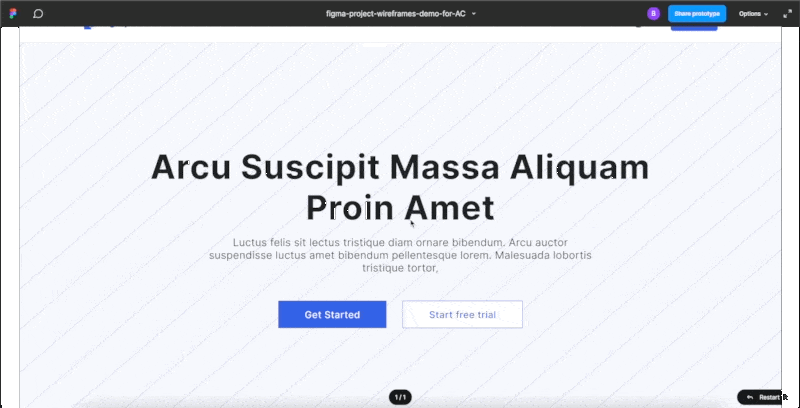 figma-project-wireframes-demo-for-AC
B
Share prototype
Options
Arcu Suscipit Massa Aliquam
Proin Amet
Luctus felis sit lectus tristique diam ornare bibendum. Arcu auctor
suspendisse luctus amet bibendum pellentesque lorem. Malesuada lobortis
tristique tortor,
Get Started
Start free trial
1 / 1
Restart